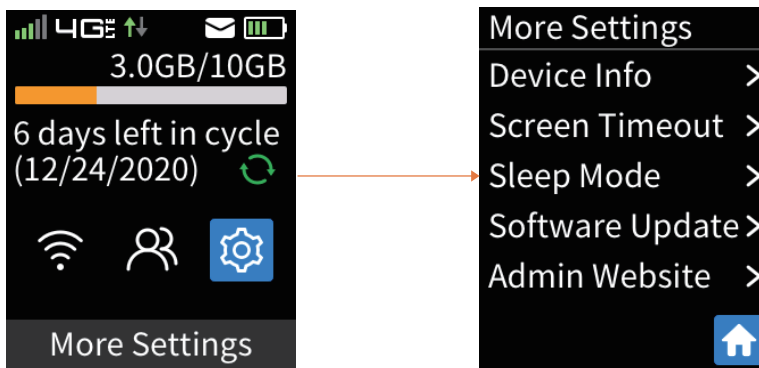 4G LTE
3.0GB/10GB
6 days left in cycle
(12/24/2020)
More Settings
More Settings
Device Info >
Screen Timeout >
Sleep Mode >
Software Update >
Admin Website >